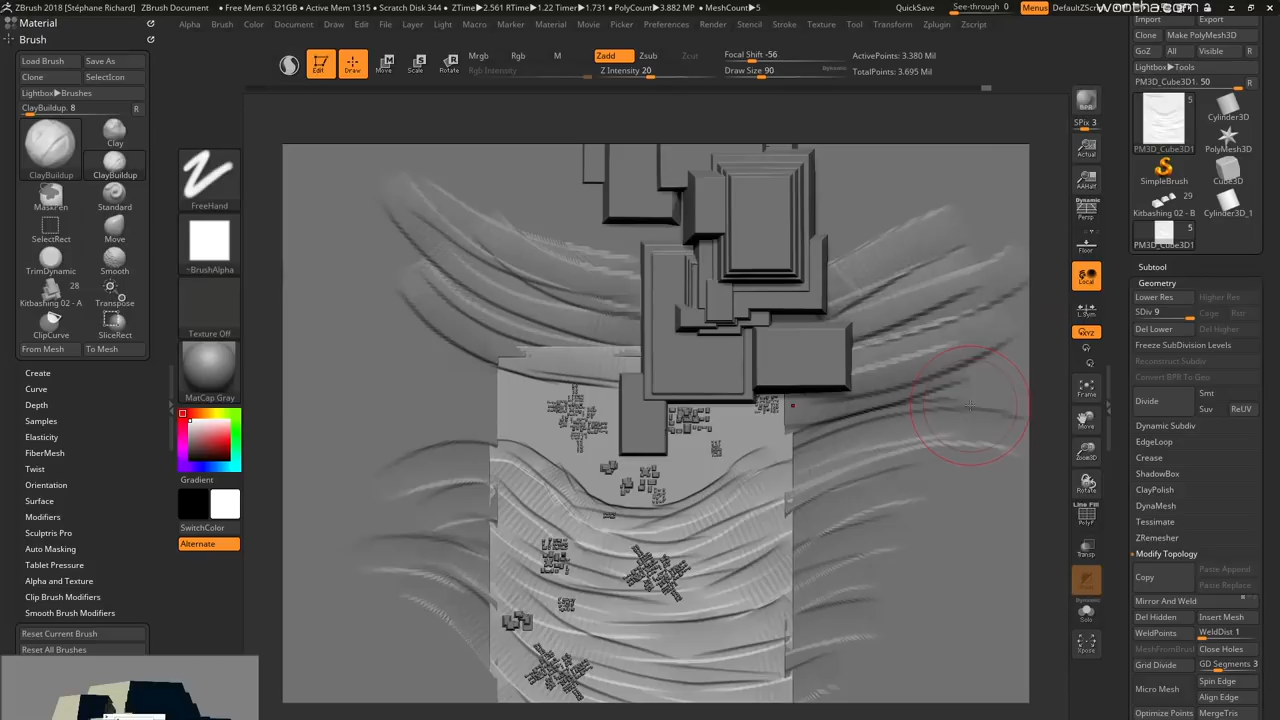 ZBrush 2018 [Stéphane Richard]
ZBrush Document
• Free Mem 6.321GB • Active Mem 1315 • Scratch Disk 344 • ZTime▶2.561 RTime▶1.22 Timer▶1.731 • PolyCount▶3.882 MP • MeshCount▶5
QuickSave
See-through 0
Menus
DefaultZScript
wootha.com
Material
Brush
Alpha
Brush
Color
Document
Draw
Edit
File
Layer
Light
Macro
Marker
Material
Movie
Picker
Preferences
Render
Stencil
Stroke
Texture
Tool
Transform
Zplugin
Zscript
Load Brush
Save As
Clone
SelectIcon
Lightbox▶Brushes
ClayBuildup. 8
R
ClayBuildup
Clay
ClayBuildup
MaskPen
Standard
SelectRect
Move
TrimDynamic
Smooth
28
Kitbashing 02 - A
Transpose
ClipCurve
SliceRect
From Mesh
To Mesh
Create
Curve
Depth
Samples
Elasticity
FiberMesh
Twist
Orientation
Surface
Modifiers
Sculptris Pro
Auto Masking
Tablet Pressure
Alpha and Texture
Clip Brush Modifiers
Smooth Brush Modifiers
Reset Current Brush
Reset All Brushes
FreeHand
~BrushAlpha
Texture Off
MatCap Gray
Gradient
SwitchColor
Alternate
Edit
Draw
Move
Scale
Rotate
Mrgb
Rgb
M
Rgb Intensity
Zadd
Zsub
Zcut
Z Intensity 20
Focal Shift -56
Draw Size 90
Dynamic
ActivePoints: 3.380 Mil
TotalPoints: 3.695 Mil
BPR
SPix 3
Actual
AAHalf
Dynamic
Persp
Floor
Local
L.Sym
XYZ
Frame
Move
Zoom3D
Rotate
Line Fill
PolyF
Transp
Dynamic
Solo
Xpose
Import
Export
Clone
Make PolyMesh3D
GoZ
All
Visible
R
Lightbox▶Tools
PM3D_Cube3D1. 50
R
5
PM3D_Cube3D1
Cylinder3D
PolyMesh3D
SimpleBrush
Cube3D
29
Kitbashing 02 - B
Cylinder3D_1
5
PM3D_Cube3D1
Subtool
Geometry
Lower Res
Higher Res
SDiv 9
Cage
Rstr
Del Lower
Del Higher
Freeze SubDivision Levels
Reconstruct Subdiv
Convert BPR To Geo
Divide
Smt
Suv
ReUV
Dynamic Subdiv
EdgeLoop
Crease
ShadowBox
ClayPolish
DynaMesh
Tessimate
ZRemesher
Modify Topology
Copy
Paste Append
Paste Replace
Mirror And Weld
Del Hidden
Insert Mesh
WeldPoints
WeldDist 1
MeshFromBrush
Close Holes
Grid Divide
GD Segments 3
Micro Mesh
Spin Edge
Align Edge
Optimize Points
MergeTris